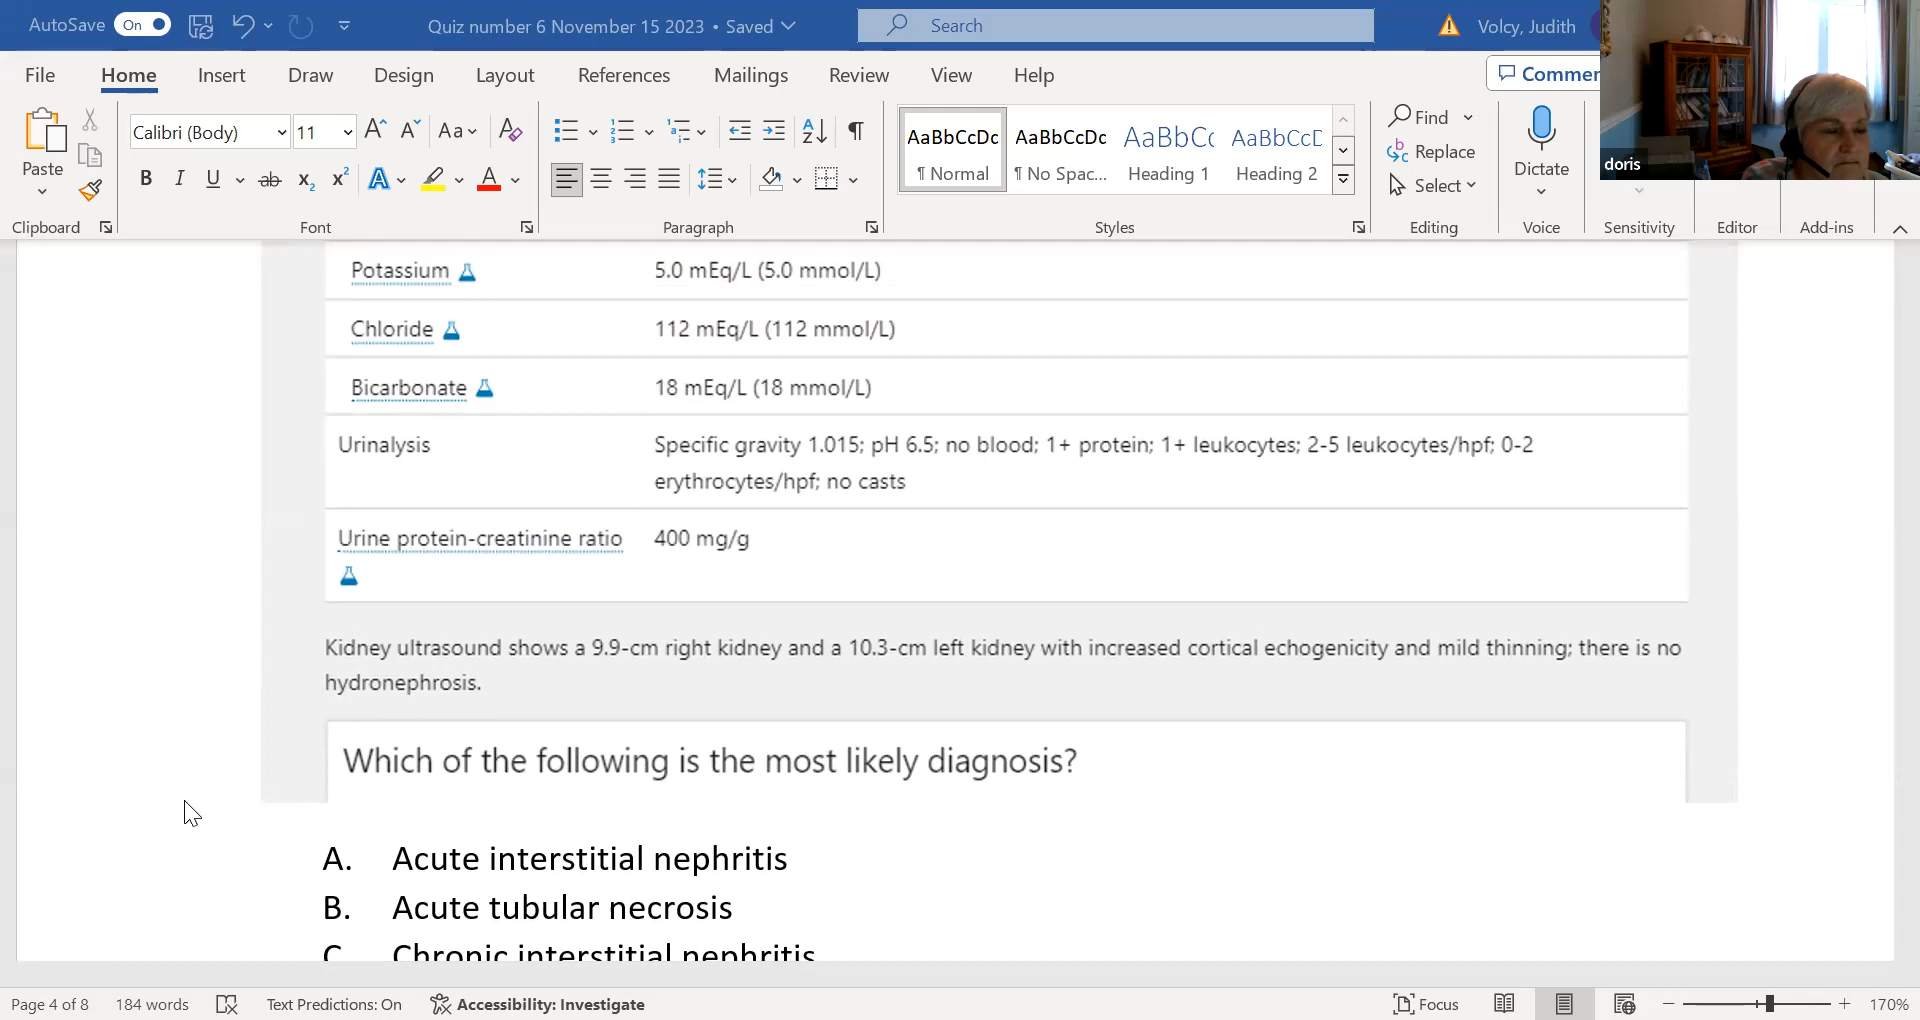 AutoSave On Quiz number 6 November 15 2023 • Saved Search Volcy, Judith
File Home Insert Draw Design Layout References Mailings Review View Help
Paste
Clipboard
Calibri (Body) 11 Aa
B I U ab x2 x2 A A
Font
Paragraph
AaBbCcDc AaBbCcDc AaBbCc AaBbCcD
¶ Normal ¶ No Spac... Heading 1 Heading 2
Styles
Find
Replace
Select
Editing
Dictate
Voice
Sensitivity
Editor
Add-ins
doris
Potassium 5.0 mEq/L (5.0 mmol/L)
Chloride 112 mEq/L (112 mmol/L)
Bicarbonate 18 mEq/L (18 mmol/L)
Urinalysis Specific gravity 1.015; pH 6.5; no blood; 1+ protein; 1+ leukocytes; 2-5 leukocytes/hpf; 0-2
erythrocytes/hpf; no casts
Urine protein-creatinine ratio 400 mg/g
Kidney ultrasound shows a 9.9-cm right kidney and a 10.3-cm left kidney with increased cortical echogenicity and mild thinning; there is no
hydronephrosis.
Which of the following is the most likely diagnosis?
A. Acute interstitial nephritis
B. Acute tubular necrosis
C Chronic interstitial nephritis
Page 4 of 8 184 words Text Predictions: On Accessibility: Investigate Focus 170%